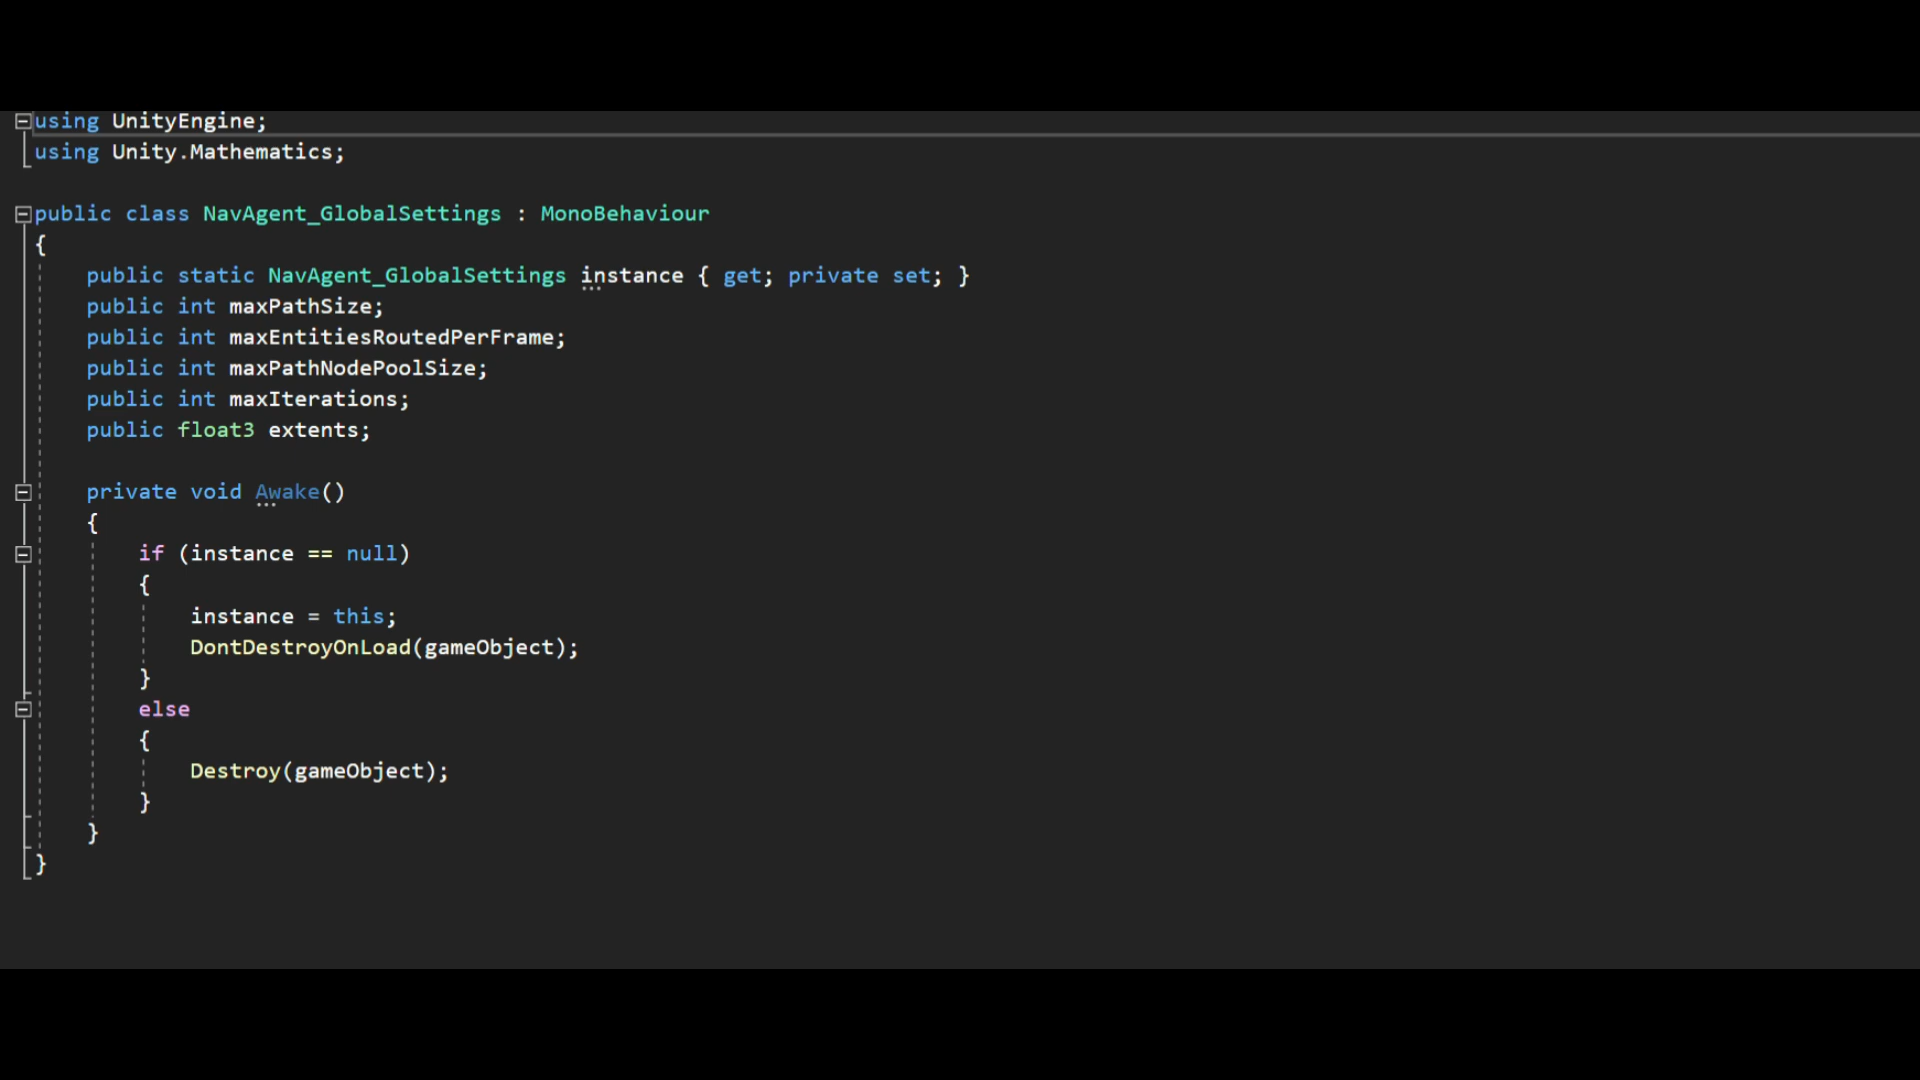 using UnityEngine;
using Unity.Mathematics;
public class NavAgent_GlobalSettings : MonoBehaviour
{
public static NavAgent_GlobalSettings instance { get; private set; }
public int maxPathSize;
public int maxEntitiesRoutedPerFrame;
public int maxPathNodePoolSize;
public int maxIterations;
public float3 extents;
private void Awake()
{
if (instance == null)
{
instance = this;
DontDestroyOnLoad(gameObject);
}
else
{
Destroy(gameObject);
}
}
}